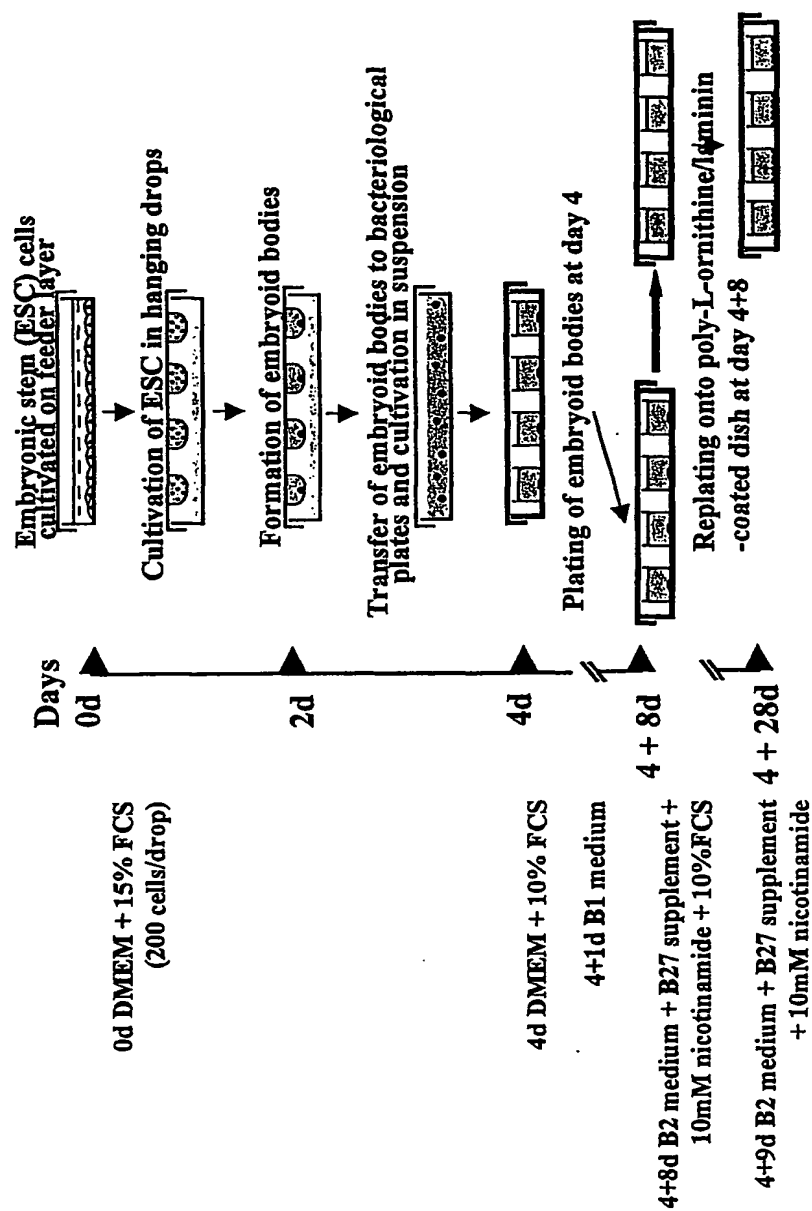 Embryonic stem (ESC) cells
cultivated on feeder layer
Cultivation of ESC in hanging drops
Formation of embryoid bodies
Transfer of embryoid bodies to bacteriological
plates and cultivation in suspension
Plating of embryoid bodies at day 4
Replating onto poly-L-ornithine/laminin
-coated dish at day 4+8
Days
0d
2d
4d
4 + 8d
4 + 28d
0d DMEM + 15% FCS
(200 cells/drop)
4d DMEM + 10% FCS
4+1d B1 medium
4+8d B2 medium + B27 supplement +
10mM nicotinamide + 10%FCS
4+9d B2 medium + B27 supplement
+ 10mM nicotinamide